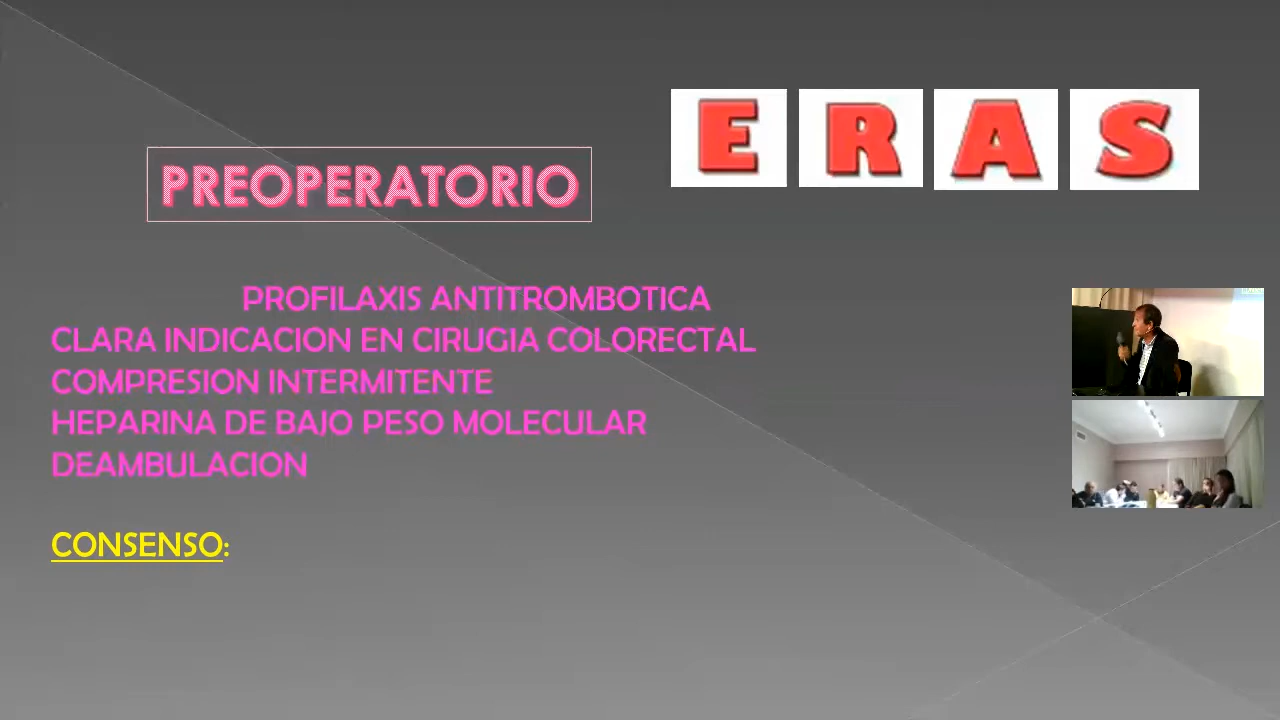 E R A S
PREOPERATORIO
PROFILAXIS ANTITROMBOTICA
CLARA INDICACION EN CIRUGIA COLORECTAL
COMPRESION INTERMITENTE
HEPARINA DE BAJO PESO MOLECULAR
DEAMBULACION
CONSENSO: